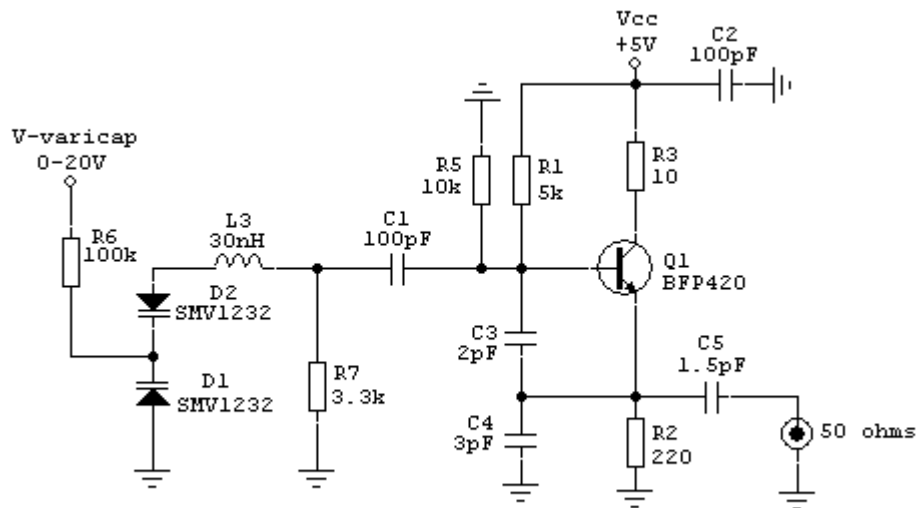 Vcc
+5V
C2
100pF
V-varicap
0-20V
R5
10k
R1
5k
R3
10
L3
30nH
C1
100pF
R6
100k
Q1
BFP420
D2
SMV1232
C3
2pF
C5
1.5pF
D1
SMV1232
R7
3.3k
C4
3pF
R2
220
50 ohms